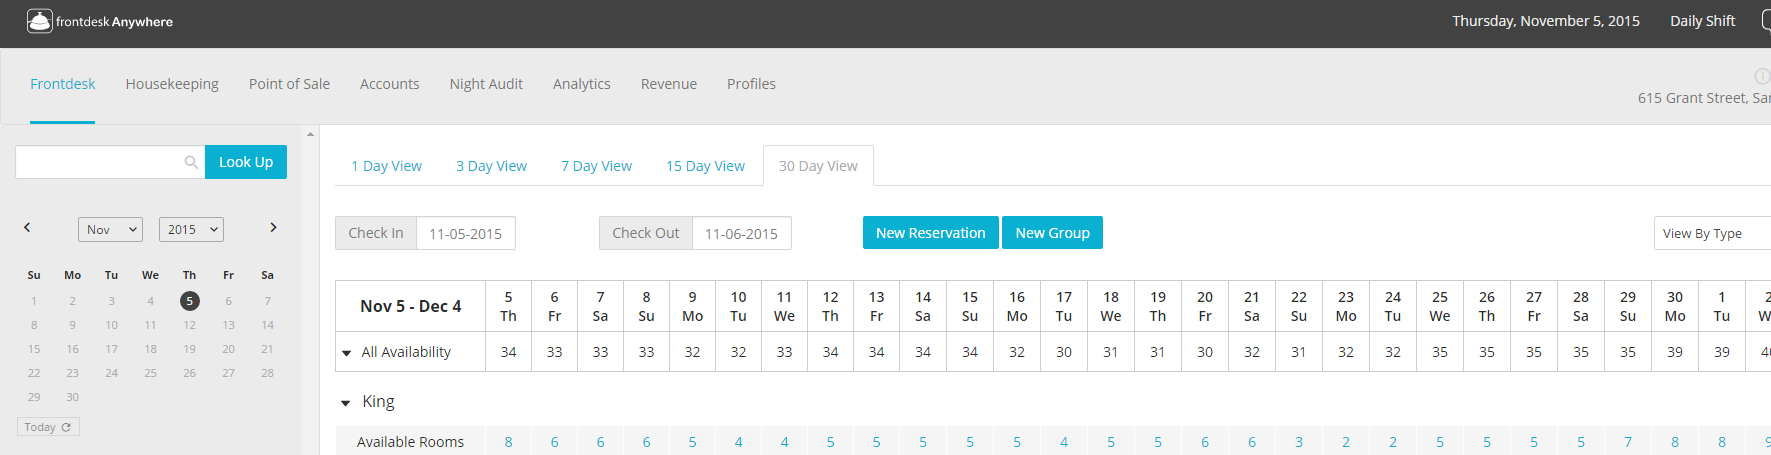 frontdesk Anywhere
Thursday, November 5, 2015 Daily Shift
Frontdesk Housekeeping Point of Sale Accounts Night Audit Analytics Revenue Profiles
615 Grant Street,
Look Up
1 Day View 3 Day View 7 Day View 15 Day View 30 Day View
Nov 2015
Check In 11-05-2015 Check Out 11-06-2015 New Reservation New Group View By Type
Su Mo Tu We Th Fr Sa
1 2 3 4 5 6 7
8 9 10 11 12 13 14
15 16 17 18 19 20 21
22 23 24 25 26 27 28
29 30
Today
Nov 5 - Dec 4
5 6 7 8 9 10 11 12 13 14 15 16 17 18 19 20 21 22 23 24 25 26 27 28 29 30 1
Th Fr Sa Su Mo Tu We Th Fr Sa Su Mo Tu We Th Fr Sa Su Mo Tu We Th Fr Sa Su Mo Tu
All Availability 34 33 33 33 32 32 33 34 34 34 34 32 30 31 31 30 32 31 32 32 35 35 35 35 35 39 39
King
Available Rooms 8 6 6 6 5 4 4 5 5 5 5 5 4 5 5 6 6 3 2 2 5 5 5 5 7 8 8 9